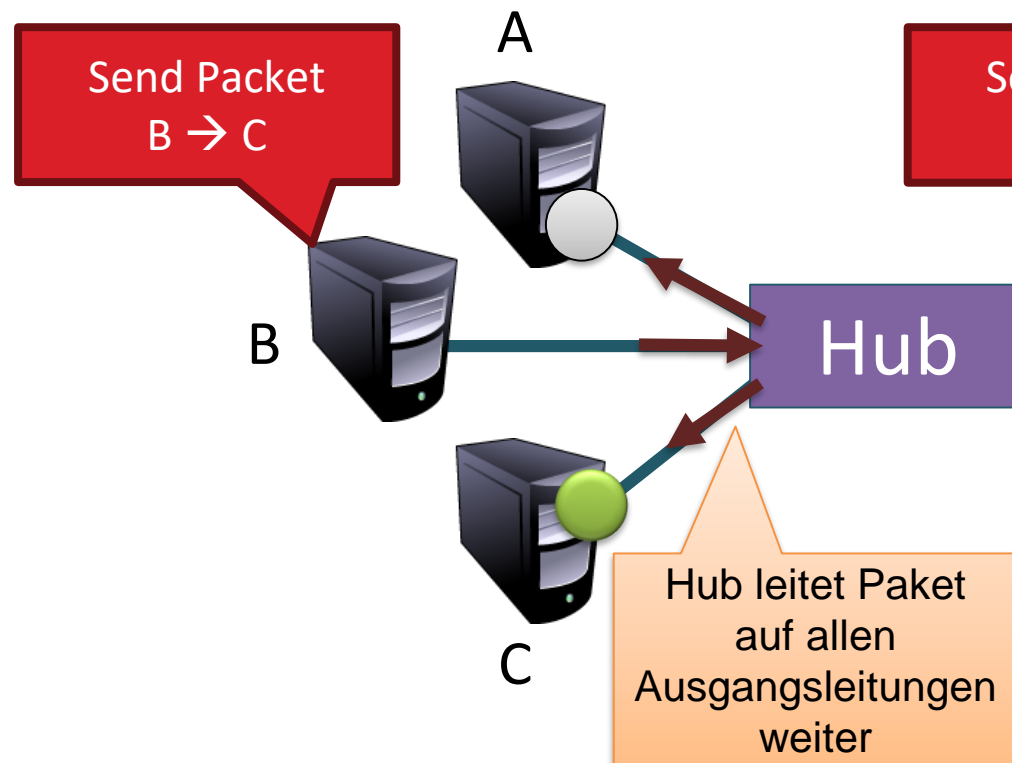 Send Packet
B → C
A
B
Hub
C
Hub leitet Paket
auf allen
Ausgangsleitungen
weiter